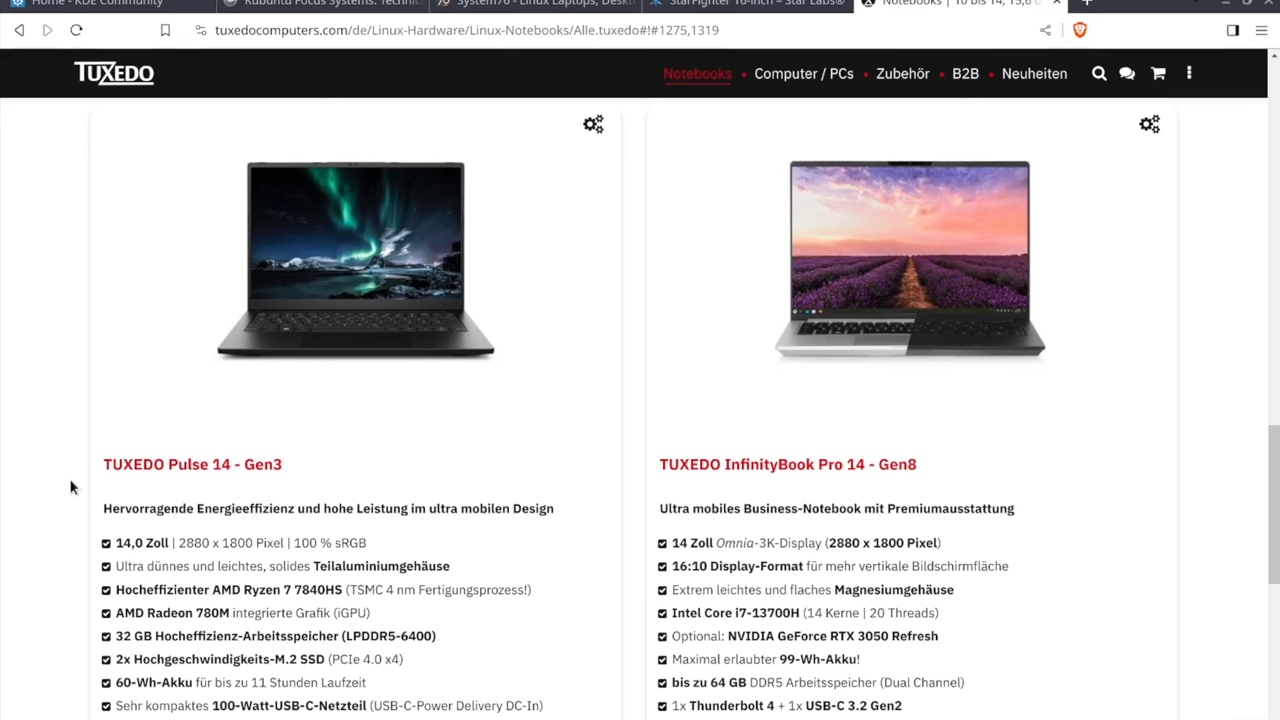 Home - KDE Community
Kubuntu Focus Systems: Technic
System76 - Linux Laptops, Deskt
StarFighter 16-inch – Star Labs®
Notebooks | 10 bis 14, 15,6 o
tuxedocomputers.com/de/Linux-Hardware/Linux-Notebooks/Alle.tuxedo#!#1275,1319
TUXEDO
Notebooks • Computer / PCs • Zubehör • B2B • Neuheiten
TUXEDO Pulse 14 - Gen3
Hervorragende Energieeffizienz und hohe Leistung im ultra mobilen Design
14,0 Zoll | 2880 x 1800 Pixel | 100 % sRGB
Ultra dünnes und leichtes, solides Teilaluminiumgehäuse
Hocheffizienter AMD Ryzen 7 7840HS (TSMC 4 nm Fertigungsprozess!)
AMD Radeon 780M integrierte Grafik (iGPU)
32 GB Hocheffizienz-Arbeitsspeicher (LPDDR5-6400)
2x Hochgeschwindigkeits-M.2 SSD (PCIe 4.0 x4)
60-Wh-Akku für bis zu 11 Stunden Laufzeit
Sehr kompaktes 100-Watt-USB-C-Netzteil (USB-C-Power Delivery DC-In)
TUXEDO InfinityBook Pro 14 - Gen8
Ultra mobiles Business-Notebook mit Premiumausstattung
14 Zoll Omnia-3K-Display (2880 x 1800 Pixel)
16:10 Display-Format für mehr vertikale Bildschirmfläche
Extrem leichtes und flaches Magnesiumgehäuse
Intel Core i7-13700H (14 Kerne | 20 Threads)
Optional: NVIDIA GeForce RTX 3050 Refresh
Maximal erlaubter 99-Wh-Akku!
bis zu 64 GB DDR5 Arbeitsspeicher (Dual Channel)
1x Thunderbolt 4 + 1x USB-C 3.2 Gen2